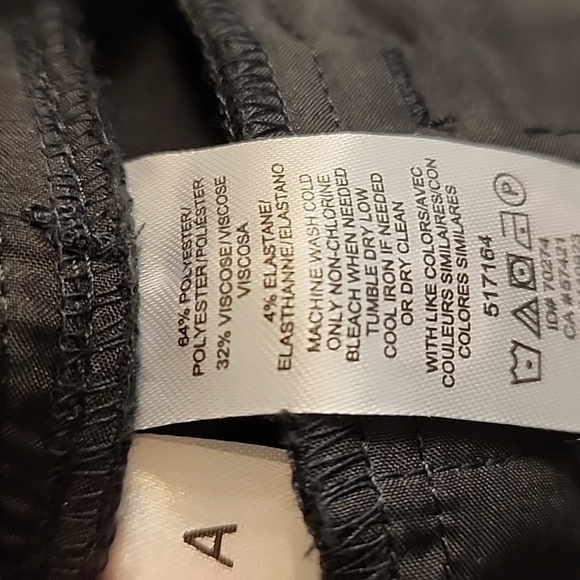 64% POLYESTER/
POLYESTER/POLIÉSTER
32% VISCOSE/VISCOSE
VISCOSA
4% ELASTANE/
ELASTHANNE/ELASTANO
MACHINE WASH COLD
ONLY NON-CHLORINE
BLEACH WHEN NEEDED
TUMBLE DRY LOW
COOL IRON IF NEEDED
OR DRY CLEAN
WITH LIKE COLORS/AVEC
COULEURS SIMILAIRES/CON
COLORES SIMILARES
517164
P
ID# 70274
CA #57421
A